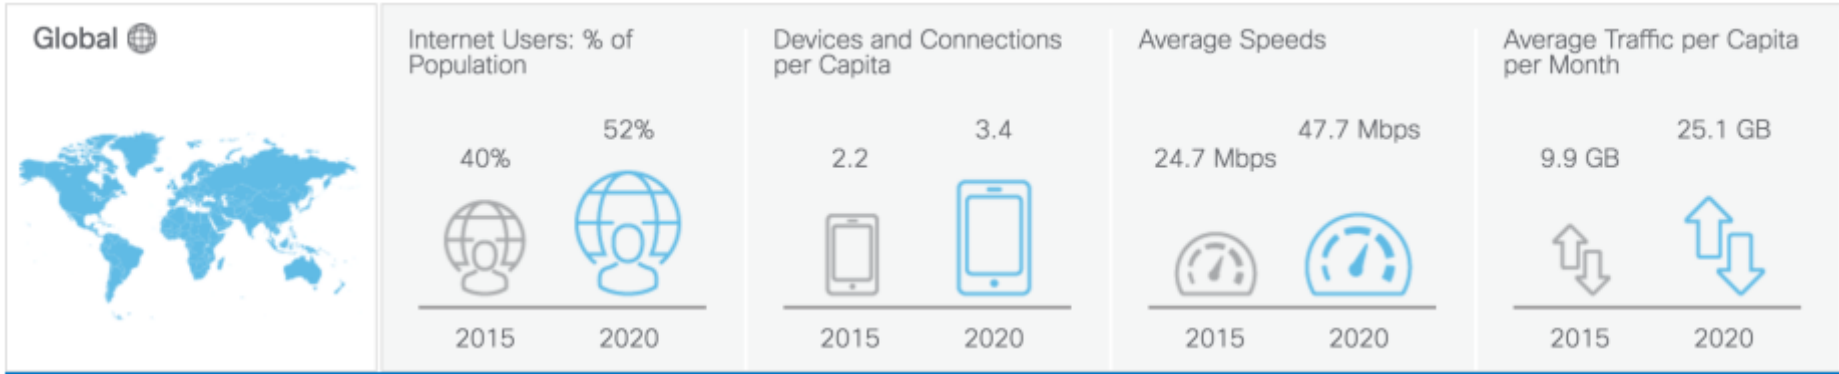 Global
Internet Users: % of
Population
40%
52%
2015
2020
Devices and Connections
per Capita
2.2
3.4
2015
2020
Average Speeds
24.7 Mbps
47.7 Mbps
2015
2020
Average Traffic per Capita
per Month
9.9 GB
25.1 GB
2015
2020